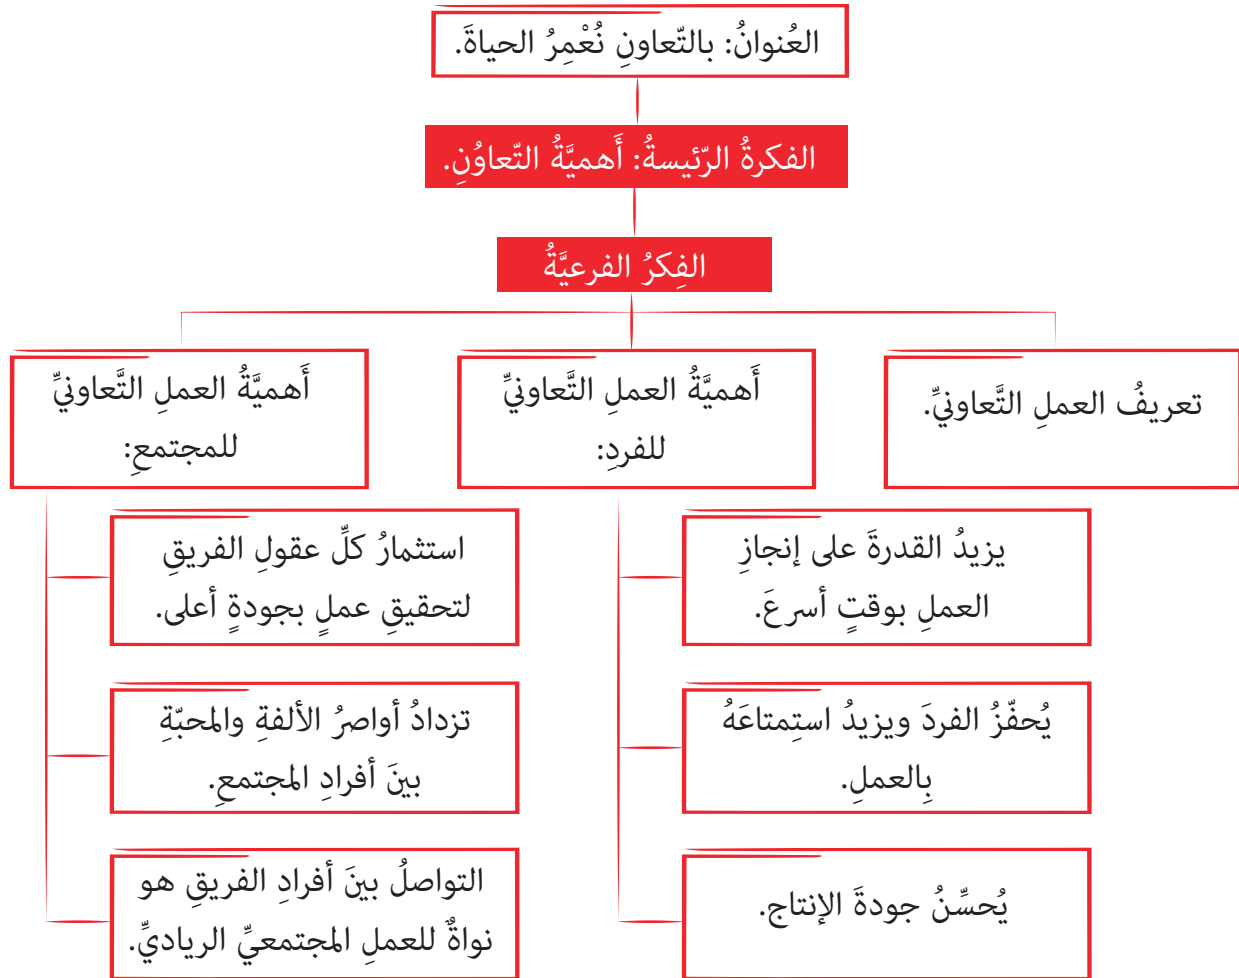 العُنوانُ: بالتّعاونِ نُعْمِرُ الحياةَ.
الفكرةُ الرّئيسةُ: أَهميَّةُ التّعاوُنِ.
الفِكرُ الفرعيَّةُ
تعريفُ العملِ التَّعاونيِّ.
أَهميَّةُ العملِ التَّعاونيِّ
للفردِ:
يزيدُ القدرةَ على إنجازِ
العملِ بوقتٍ أسرعَ.
يُحفّزُ الفردَ ويزيدُ استِمتاعَهُ
بِالعملِ.
يُحسِّنُ جودةَ الإنتاج.
أَهميَّةُ العملِ التَّعاونيِّ
للمجتمعِ:
استثمارُ كلِّ عقولِ الفريقِ
لتحقيقِ عملٍ بجودةٍ أعلى.
تزدادُ أواصرُ الألفةِ والمحبّةِ
بينَ أفرادِ المجتمعِ.
التواصلُ بينَ أفرادِ الفريقِ هو
نواةٌ للعملِ المجتمعيِّ الرياديِّ.